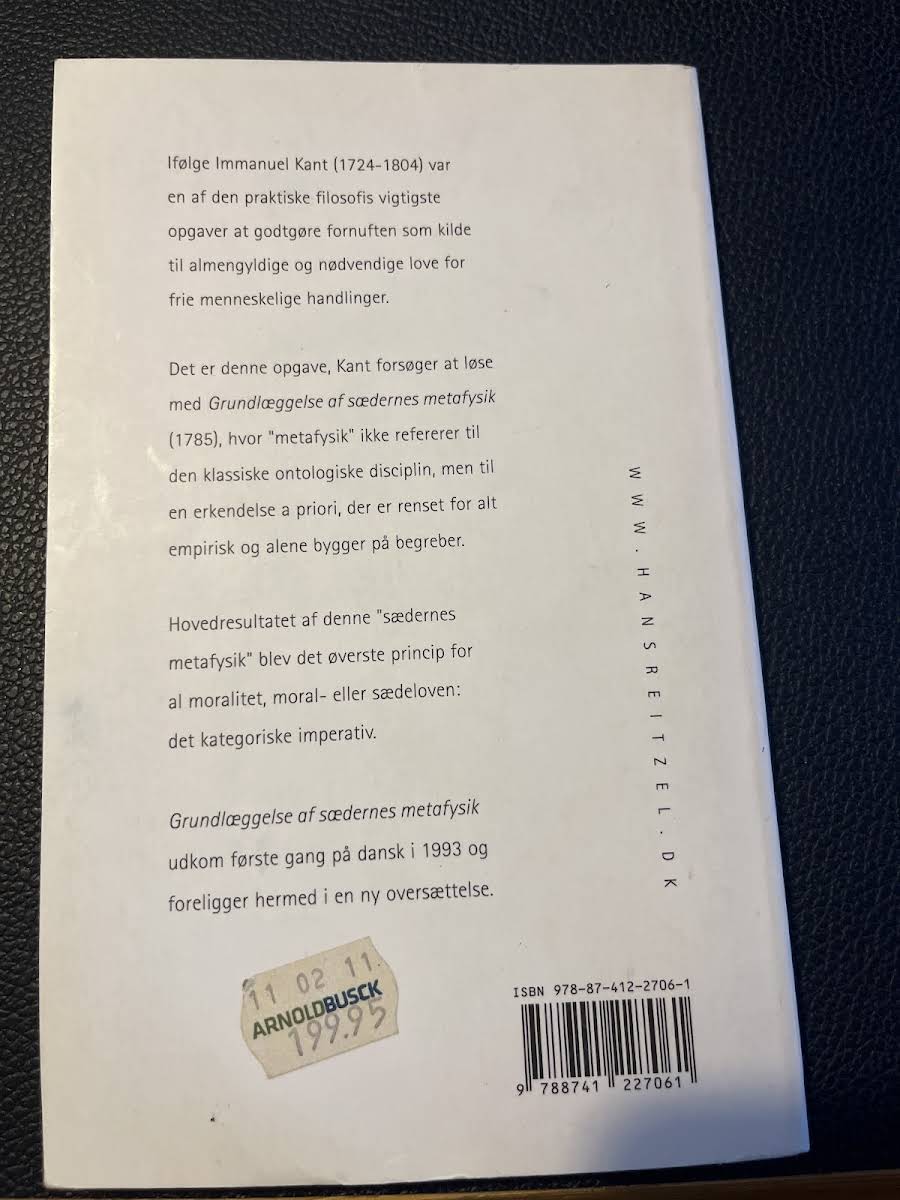 Ifølge Immanuel Kant (1724-1804) var
en af den praktiske filosofis vigtigste
opgaver at godtgøre fornuften som kilde
til almengyldige og nødvendige love for
frie menneskelige handlinger.
Det er denne opgave, Kant forsøger at løse
med Grundlæggelse af sædernes metafysik
(1785), hvor "metafysik" ikke refererer til
den klassiske ontologiske disciplin, men til
en erkendelse a priori, der er renset for alt
empirisk og alene bygger på begreber.
Hovedresultatet af denne "sædernes
metafysik" blev det øverste princip for
al moralitet, moral- eller sædeloven:
det kategoriske imperativ.
Grundlæggelse af sædernes metafysik
udkom første gang på dansk i 1993 og
foreligger hermed i en ny oversættelse.
WWW.HANSREITZEL.DK
11 02 11.
ARNOLDBUSCK
199.95
ISBN 978-87-412-2706-1
9 788741 227061